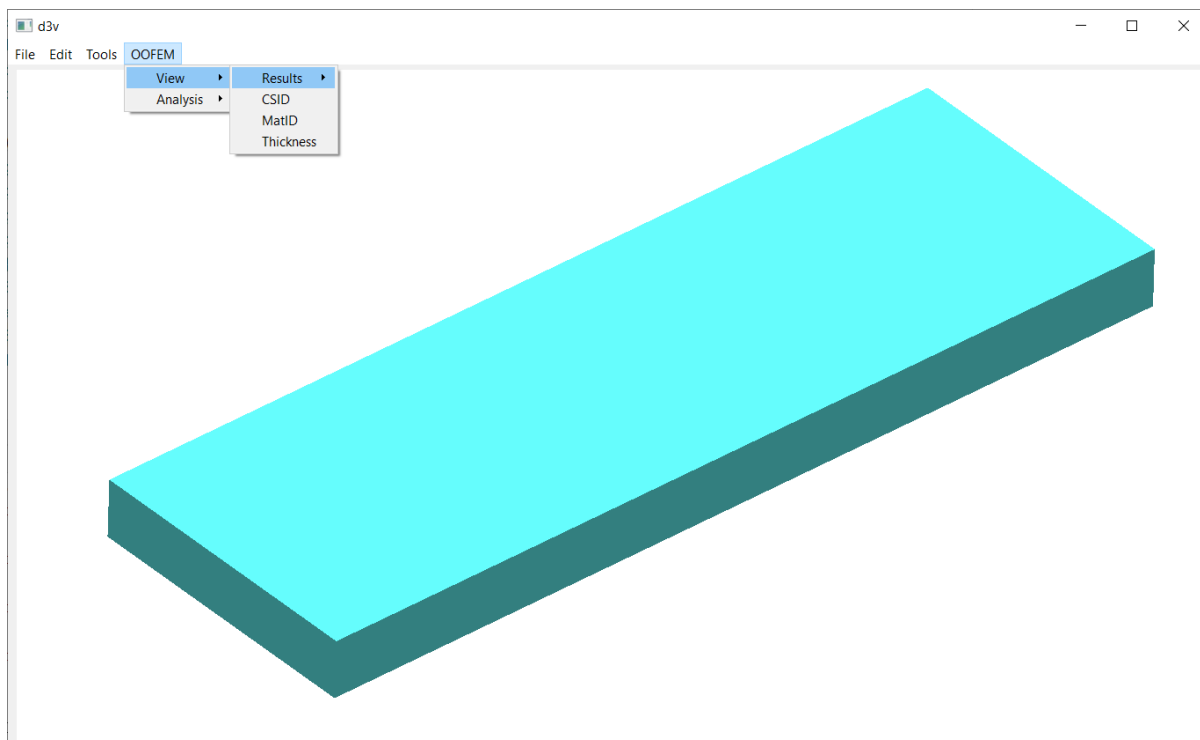 d3v
File Edit Tools OOFEM
View Results
Analysis CSID
MatID
Thickness